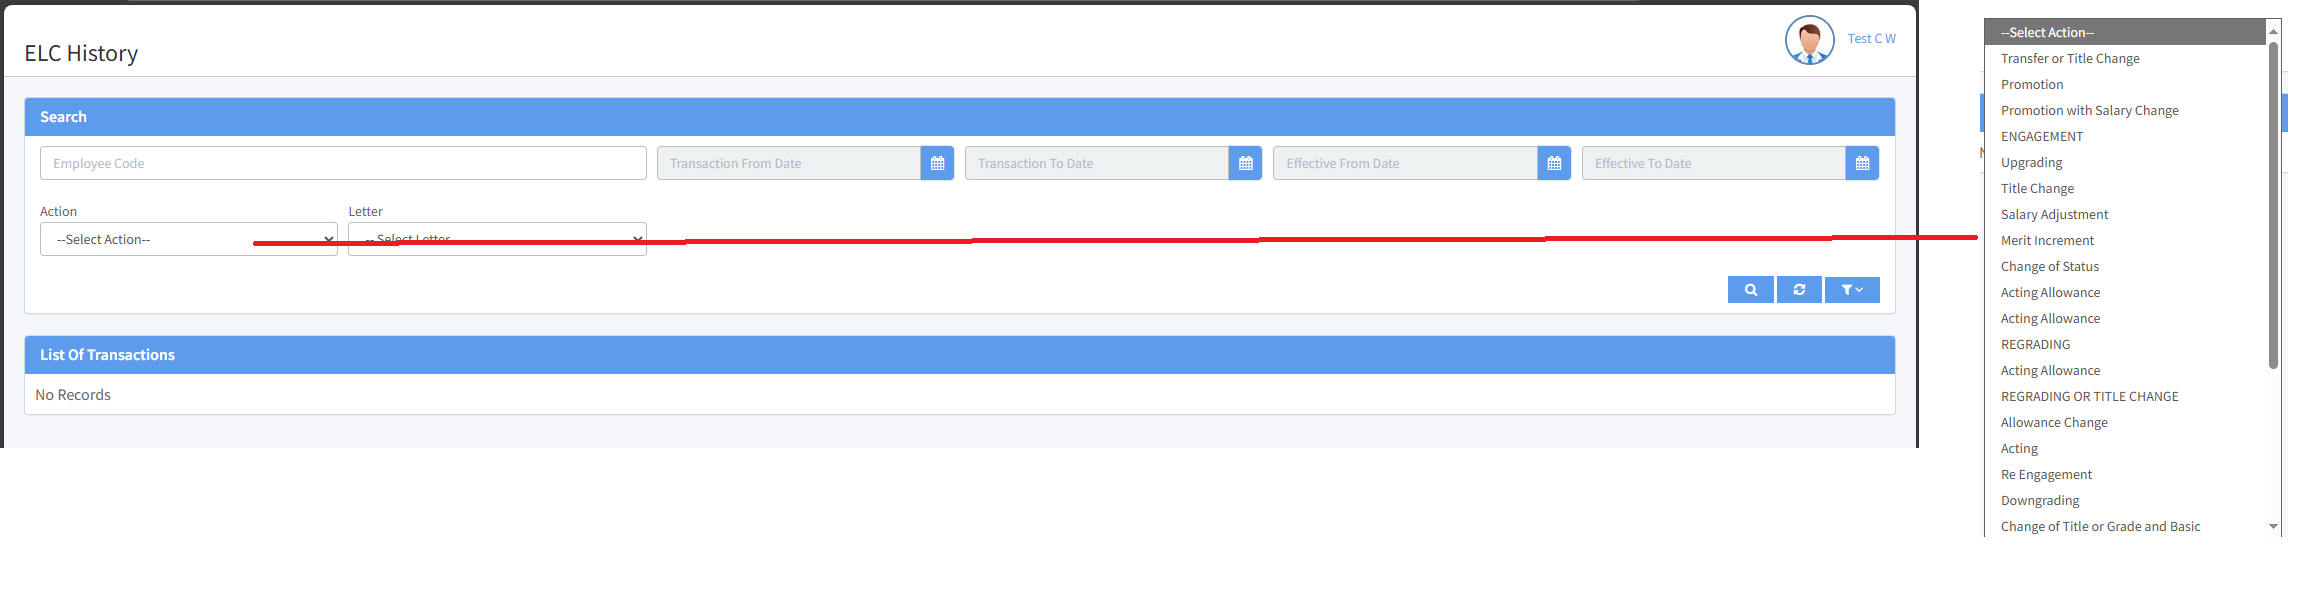 ELC History
Test C W
Search
Employee Code
Transaction From Date
Transaction To Date
Effective From Date
Effective To Date
Action
Letter
--Select Action--
-- Select Letter
List Of Transactions
No Records
--Select Action--
Transfer or Title Change
Promotion
Promotion with Salary Change
ENGAGEMENT
Upgrading
Title Change
Salary Adjustment
Merit Increment
Change of Status
Acting Allowance
Acting Allowance
REGRADING
Acting Allowance
REGRADING OR TITLE CHANGE
Allowance Change
Acting
Re Engagement
Downgrading
Change of Title or Grade and Basic